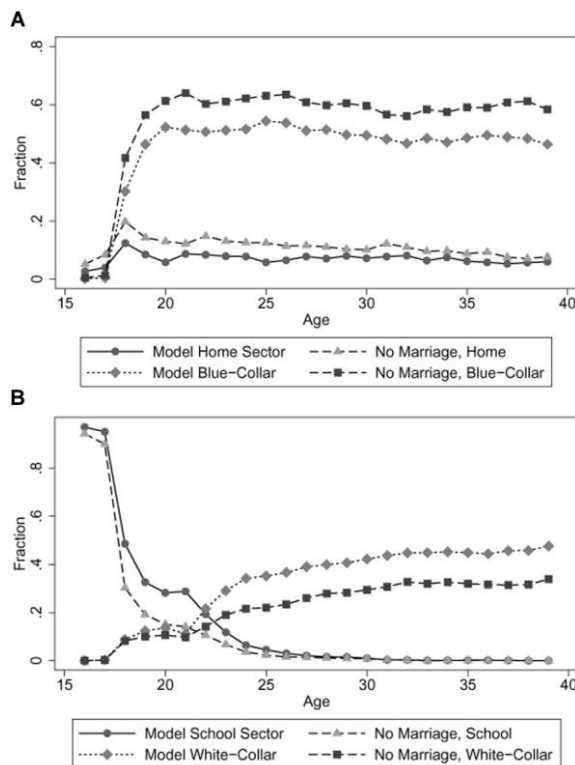 A
.8
.6
.4
.2
0
Fraction
15 20 25 30 35 40
Age
Model Home Sector No Marriage, Home
Model Blue-Collar No Marriage, Blue-Collar
B
.8
.6
.4
.2
0
Fraction
15 20 25 30 35 40
Age
Model School Sector No Marriage, School
Model White-Collar No Marriage, White-Collar